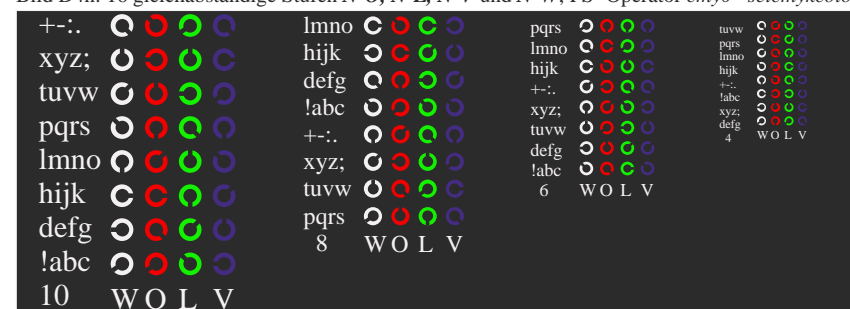 +-:.
xyz;
tuvw
pqrs
lmno
hijk
defg
!abc
10 W O L V
lmno
hijk
defg
!abc
+-:.
xyz;
tuvw
pqrs
8 W O L V
pqrs
lmno
hijk
+-:.
xyz;
tuvw
defg
!abc
6 W O L V
tuvw
pqrs
lmno
hijk
+-:.
!abc
xyz;
defg
4 W O L V